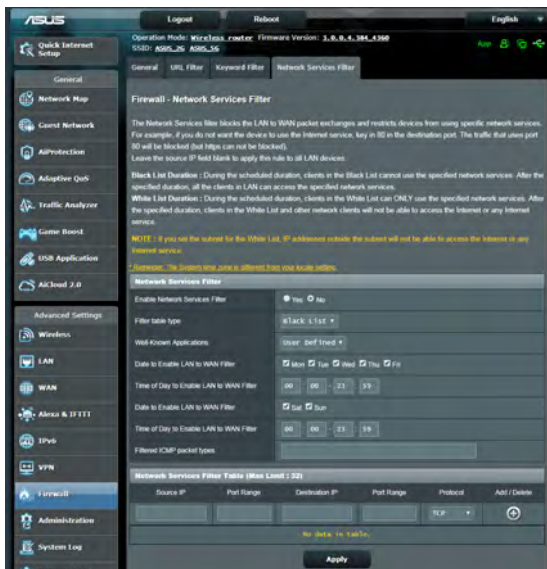 ASUS
Logout
Reboot
English
Quick Internet
Setup
Operation Mode: Wireless router Firmware Version: 3.0.0.4.384_4360
SSID: ASUS_2G ASUS_5G
App
General
URL Filter
Keyword Filter
Network Services Filter
General
Network Map
Guest Network
AiProtection
Adaptive QoS
Traffic Analyzer
Game Boost
USB Application
AiCloud 2.0
Advanced Settings
Wireless
LAN
WAN
Alexa & IFTTT
IPv6
VPN
Firewall
Administration
System Log
Firewall - Network Services Filter
The Network Services filter blocks the LAN to WAN packet exchanges and restricts devices from using specific network services.
For example, if you do not want the device to use the Internet service, key in 80 in the destination port. The traffic that uses port
80 will be blocked (but https can not be blocked).
Leave the source IP field blank to apply this rule to all LAN devices.
Black List Duration : During the scheduled duration, clients in the Black List cannot use the specified network services. After the
specified duration, all the clients in LAN can access the specified network services.
White List Duration : During the scheduled duration, clients in the White List can ONLY use the specified network services. After
the specified duration, clients in the White List and other network clients will not be able to access the Internet or any Internet
service.
NOTE : If you set the subnet for the White List, IP addresses outside the subnet will not be able to access the Internet or any
Internet service.
* Reminder: The System time zone is different from your locale setting.
Network Services Filter
Enable Network Services Filter
Yes No
Filter table type
Black List
Well-Known Applications
User Defined
Date to Enable LAN to WAN Filter
Mon Tue Wed Thu Fri
Time of Day to Enable LAN to WAN Filter
00 00 - 23 59
Date to Enable LAN to WAN Filter
Sat Sun
Time of Day to Enable LAN to WAN Filter
00 00 - 23 59
Filtered ICMP packet types
Network Services Filter Table (Max Limit : 32)
Source IP
Port Range
Destination IP
Port Range
Protocol
Add / Delete
TCP
No data in table.
Apply